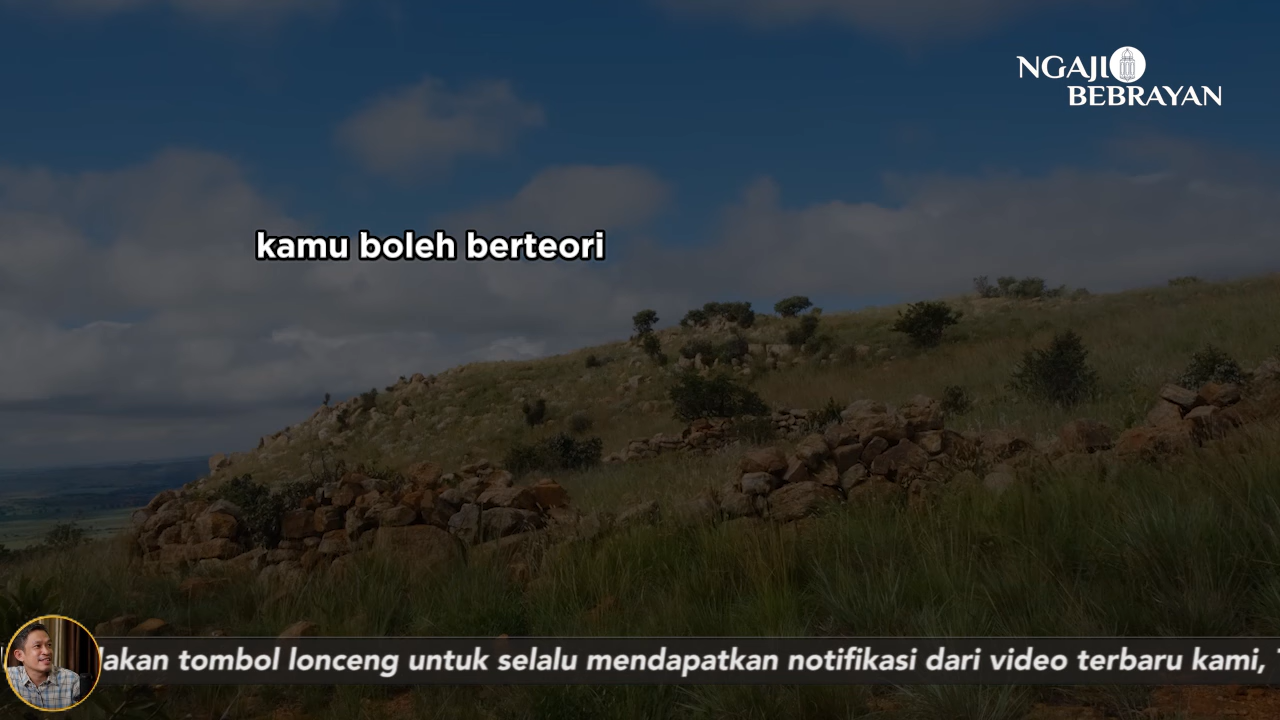 NGAJI
BEBRAYAN
kamu boleh berteori
lakan tombol lonceng untuk selalu mendapatkan notifikasi dari video terbaru kami,